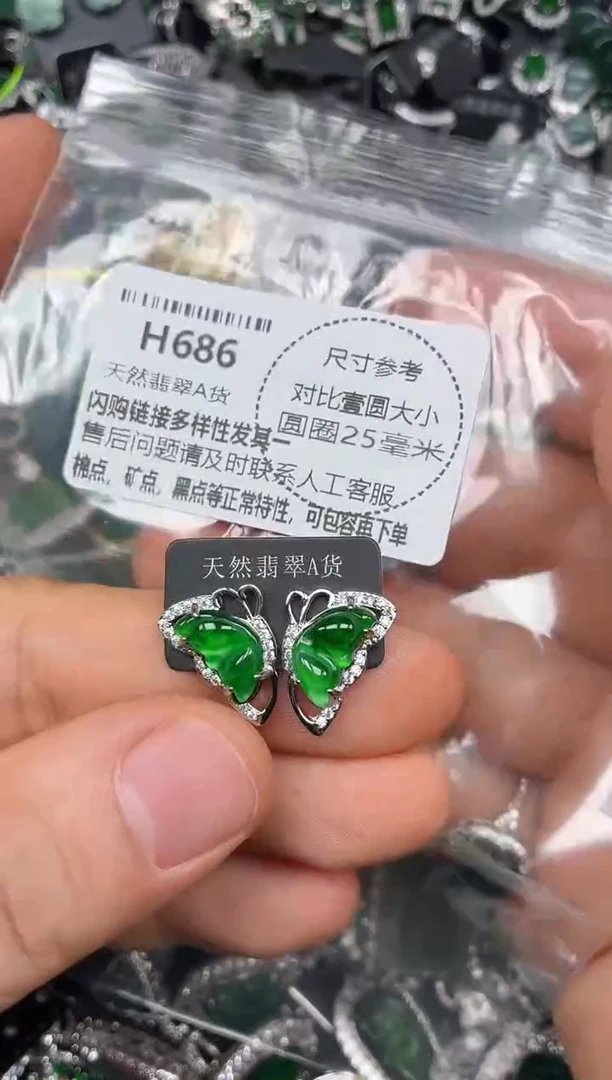 H686
天然翡翠A货
尺寸参考
对比壹圆大小
圆圈25毫米
闪购链接多样性发其一
售后问题请及时联系人工客服
棉点，矿点，黑点等正常特性，可包容再下单
天然翡翠A货